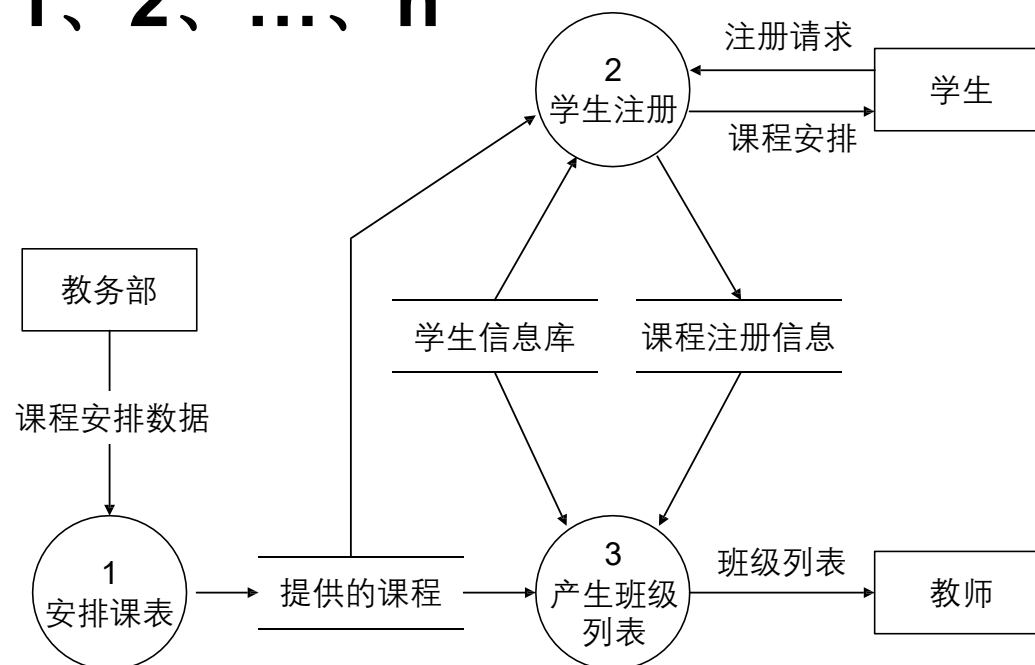 1、2、…、n
注册请求
2
学生注册
学生
课程安排
教务部
学生信息库
课程注册信息
课程安排数据
1
安排课表
提供的课程
3
产生班级
列表
班级列表
教师